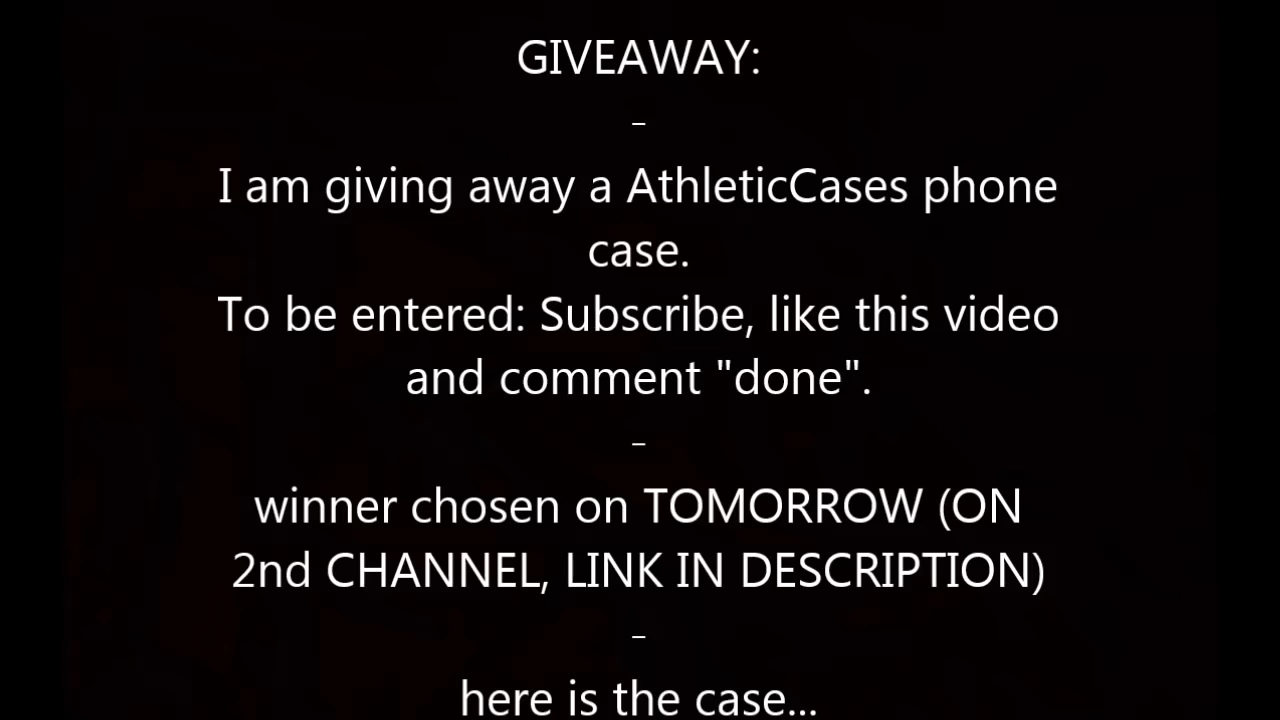 GIVEAWAY:
-
I am giving away a AthleticCases phone
case.
To be entered: Subscribe, like this video
and comment "done".
-
winner chosen on TOMORROW (ON
2nd CHANNEL, LINK IN DESCRIPTION)
-
here is the case...